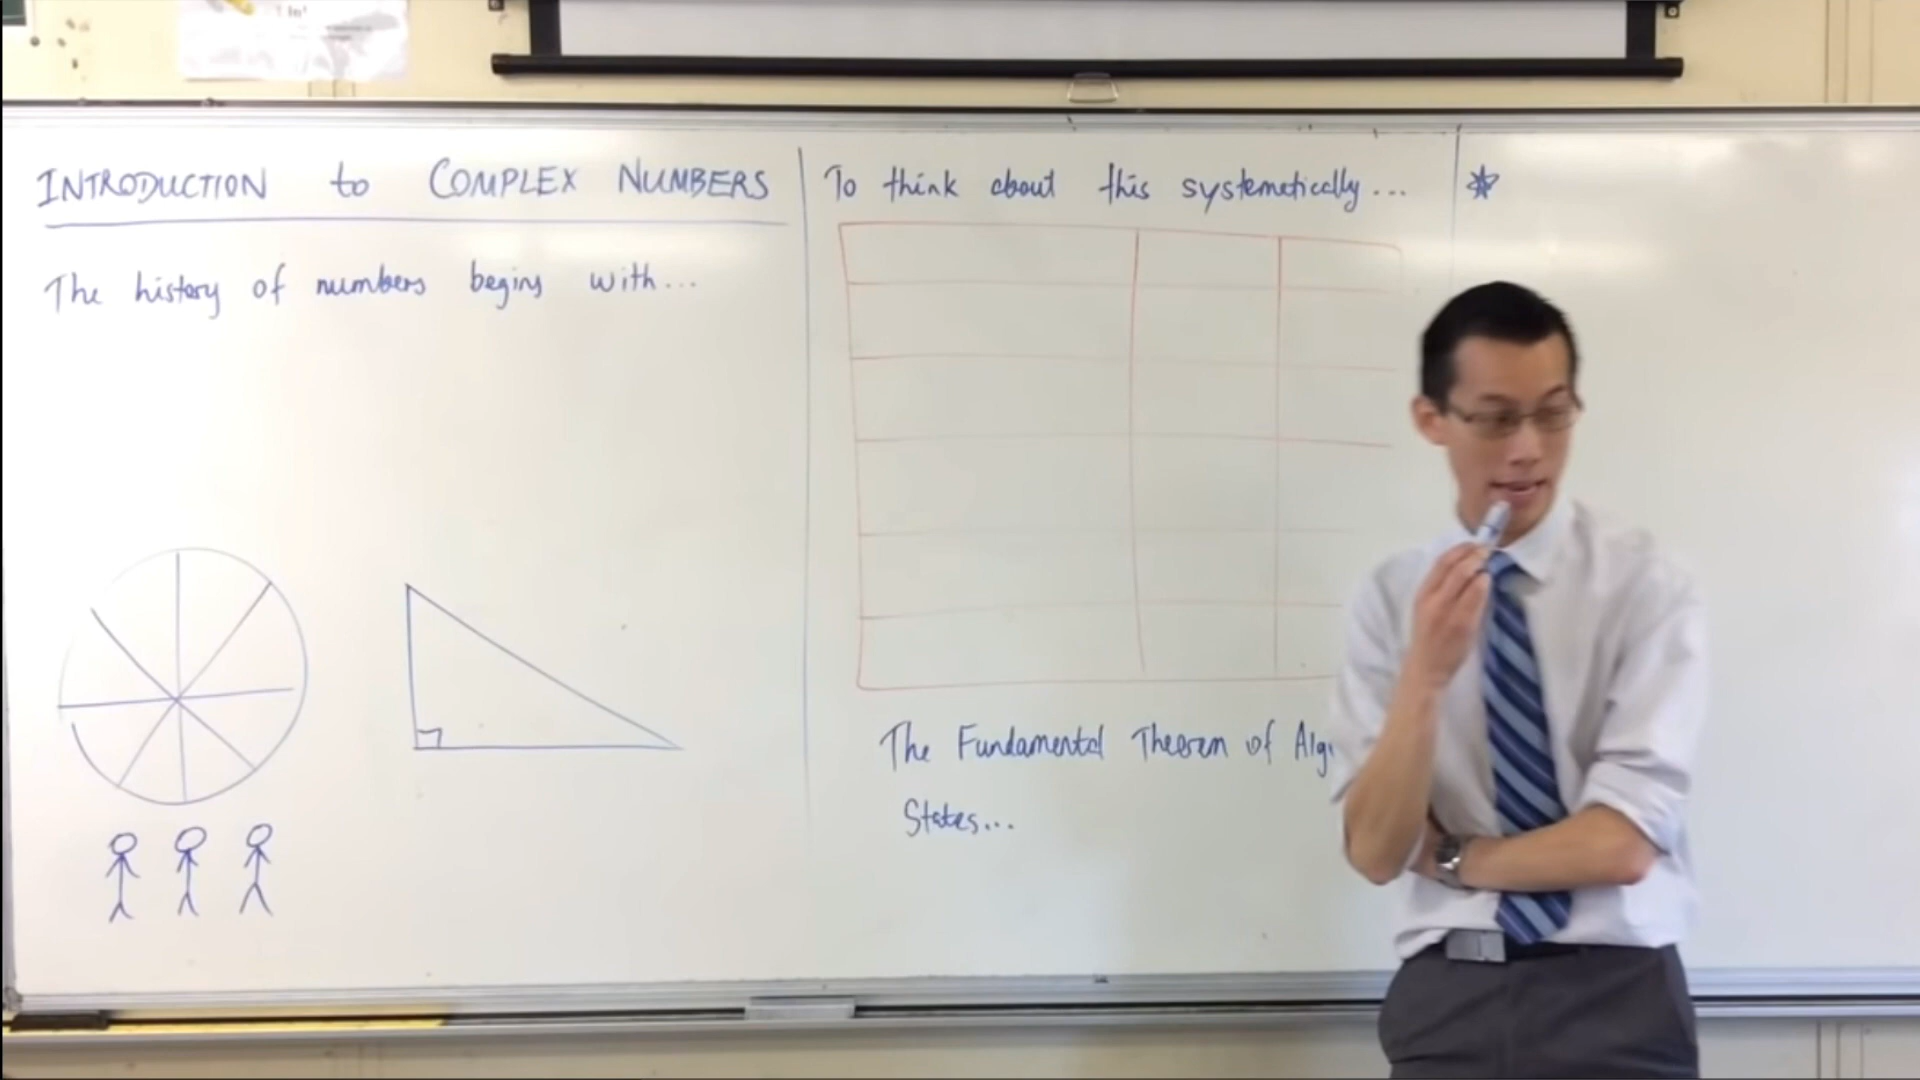 INTRODUCTION to COMPLEX NUMBERS
The history of numbers begins with...
To think about this systematically...
The Fundamental Theorem of Alg
States...